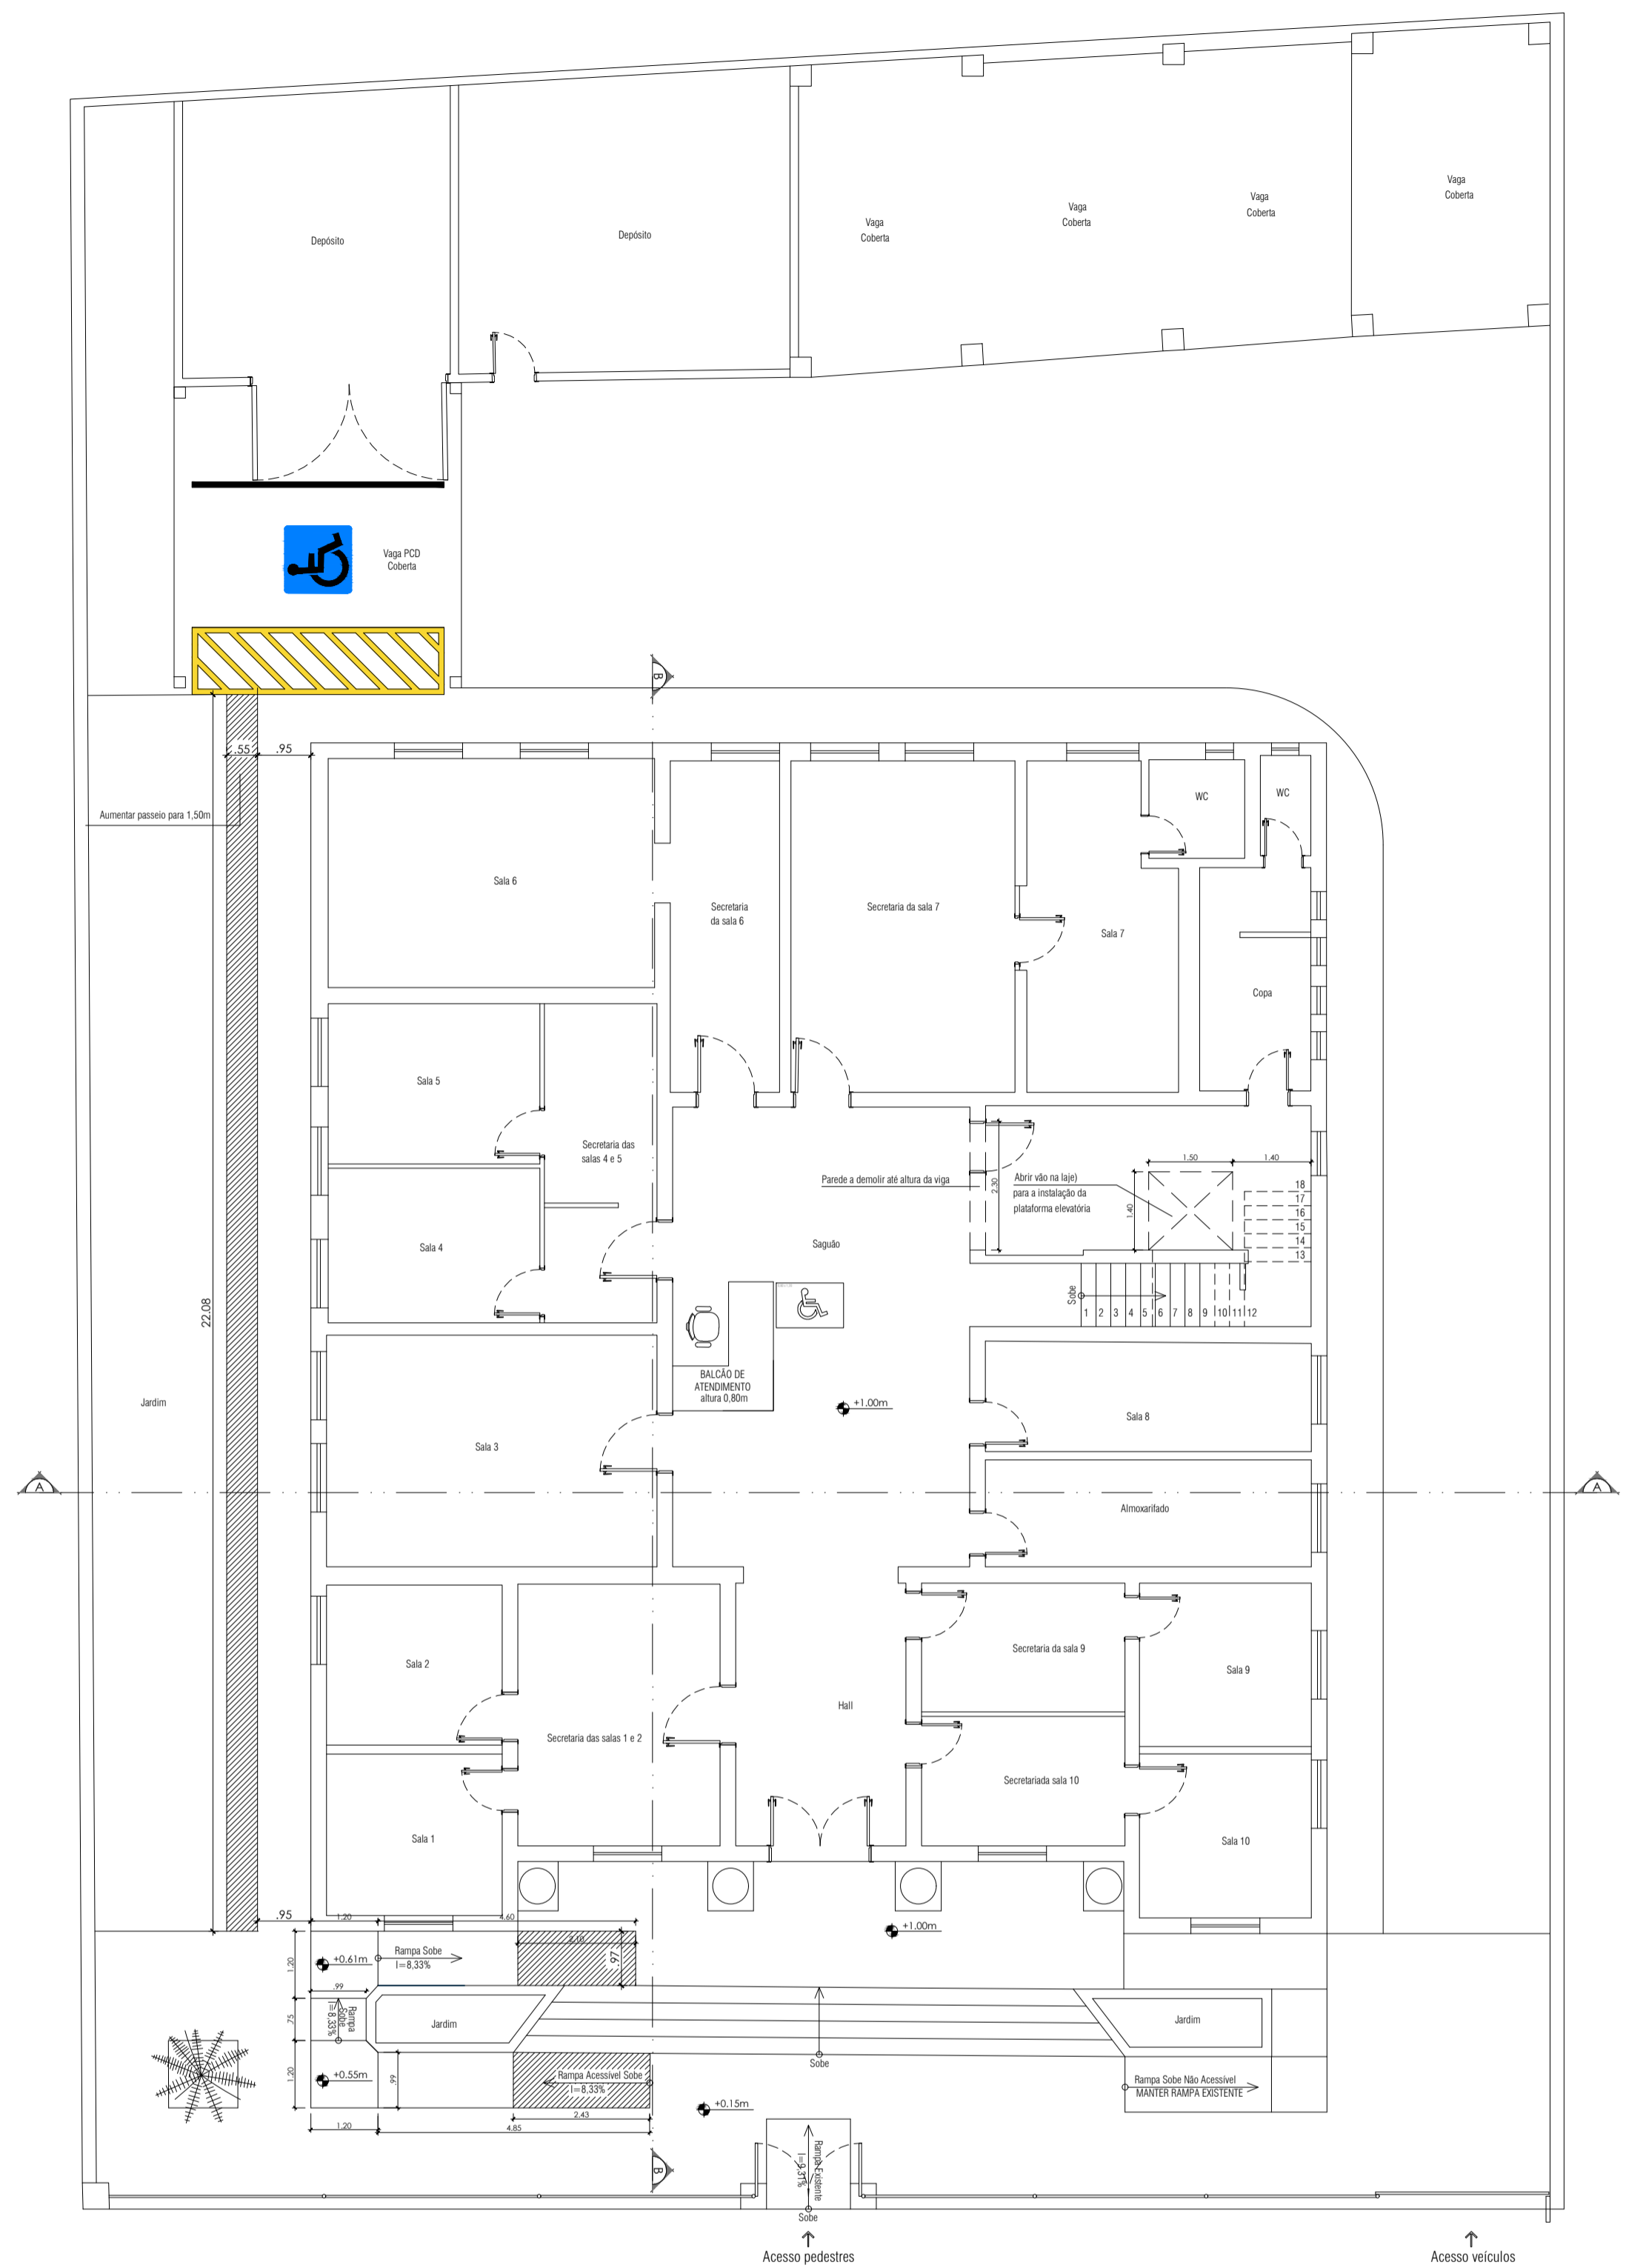 Depósito
Depósito
Vaga
Coberta
Vaga
Coberta
Vaga
Coberta
Vaga
Coberta
Vaga PCD
Coberta
B
.55
.95
Aumentar passeio para 1,50m
22.08
Jardim
Sala 6
Secretaria
da sala 6
Secretaria da sala 7
Sala 7
WC
WC
Copa
Sala 5
Secretaria das
salas 4 e 5
Sala 4
Parede a demolir até altura da viga
2.30
Abrir vão na laje)
para a instalação da
plataforma elevatória
1.50
1.40
1.40
18
17
16
15
14
13
Saguão
Sobe
1 2 3 4 5 6 7 8 9 10 11 12
BALCÃO DE
ATENDIMENTO
altura 0,80m
+1.00m
Sala 3
Sala 8
A
A
Almoxarifado
Sala 2
Secretaria das salas 1 e 2
Hall
Secretaria da sala 9
Sala 9
Secretariada sala 10
Sala 1
Sala 10
.95
1.20
4.60
+1.00m
2.10
.97
Rampa Sobe
I=8,33%
+0.61m
1.20
.99
Rampa
Sobe
I=8,33%
.75
Jardim
Jardim
Sobe
1.20
+0.55m
.99
Rampa Acessível Sobe
I=8,33%
Rampa Sobe Não Acessível
MANTER RAMPA EXISTENTE
+0.15m
2.43
1.20
4.85
B
Rampa Existente
I=9,31%
Sobe
Acesso pedestres
Acesso veículos